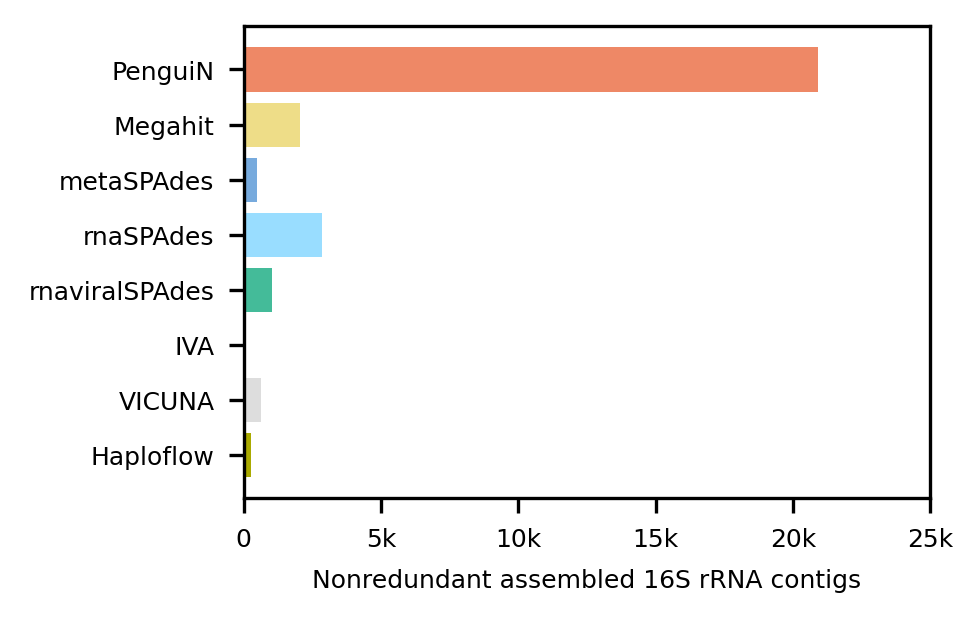 PenguiN
Megahit
metaSPAdes
rnaSPAdes
rnaviralSPAdes
IVA
VICUNA
Haploflow
0 5k 10k 15k 20k 25k
Nonredundant assembled 16S rRNA contigs